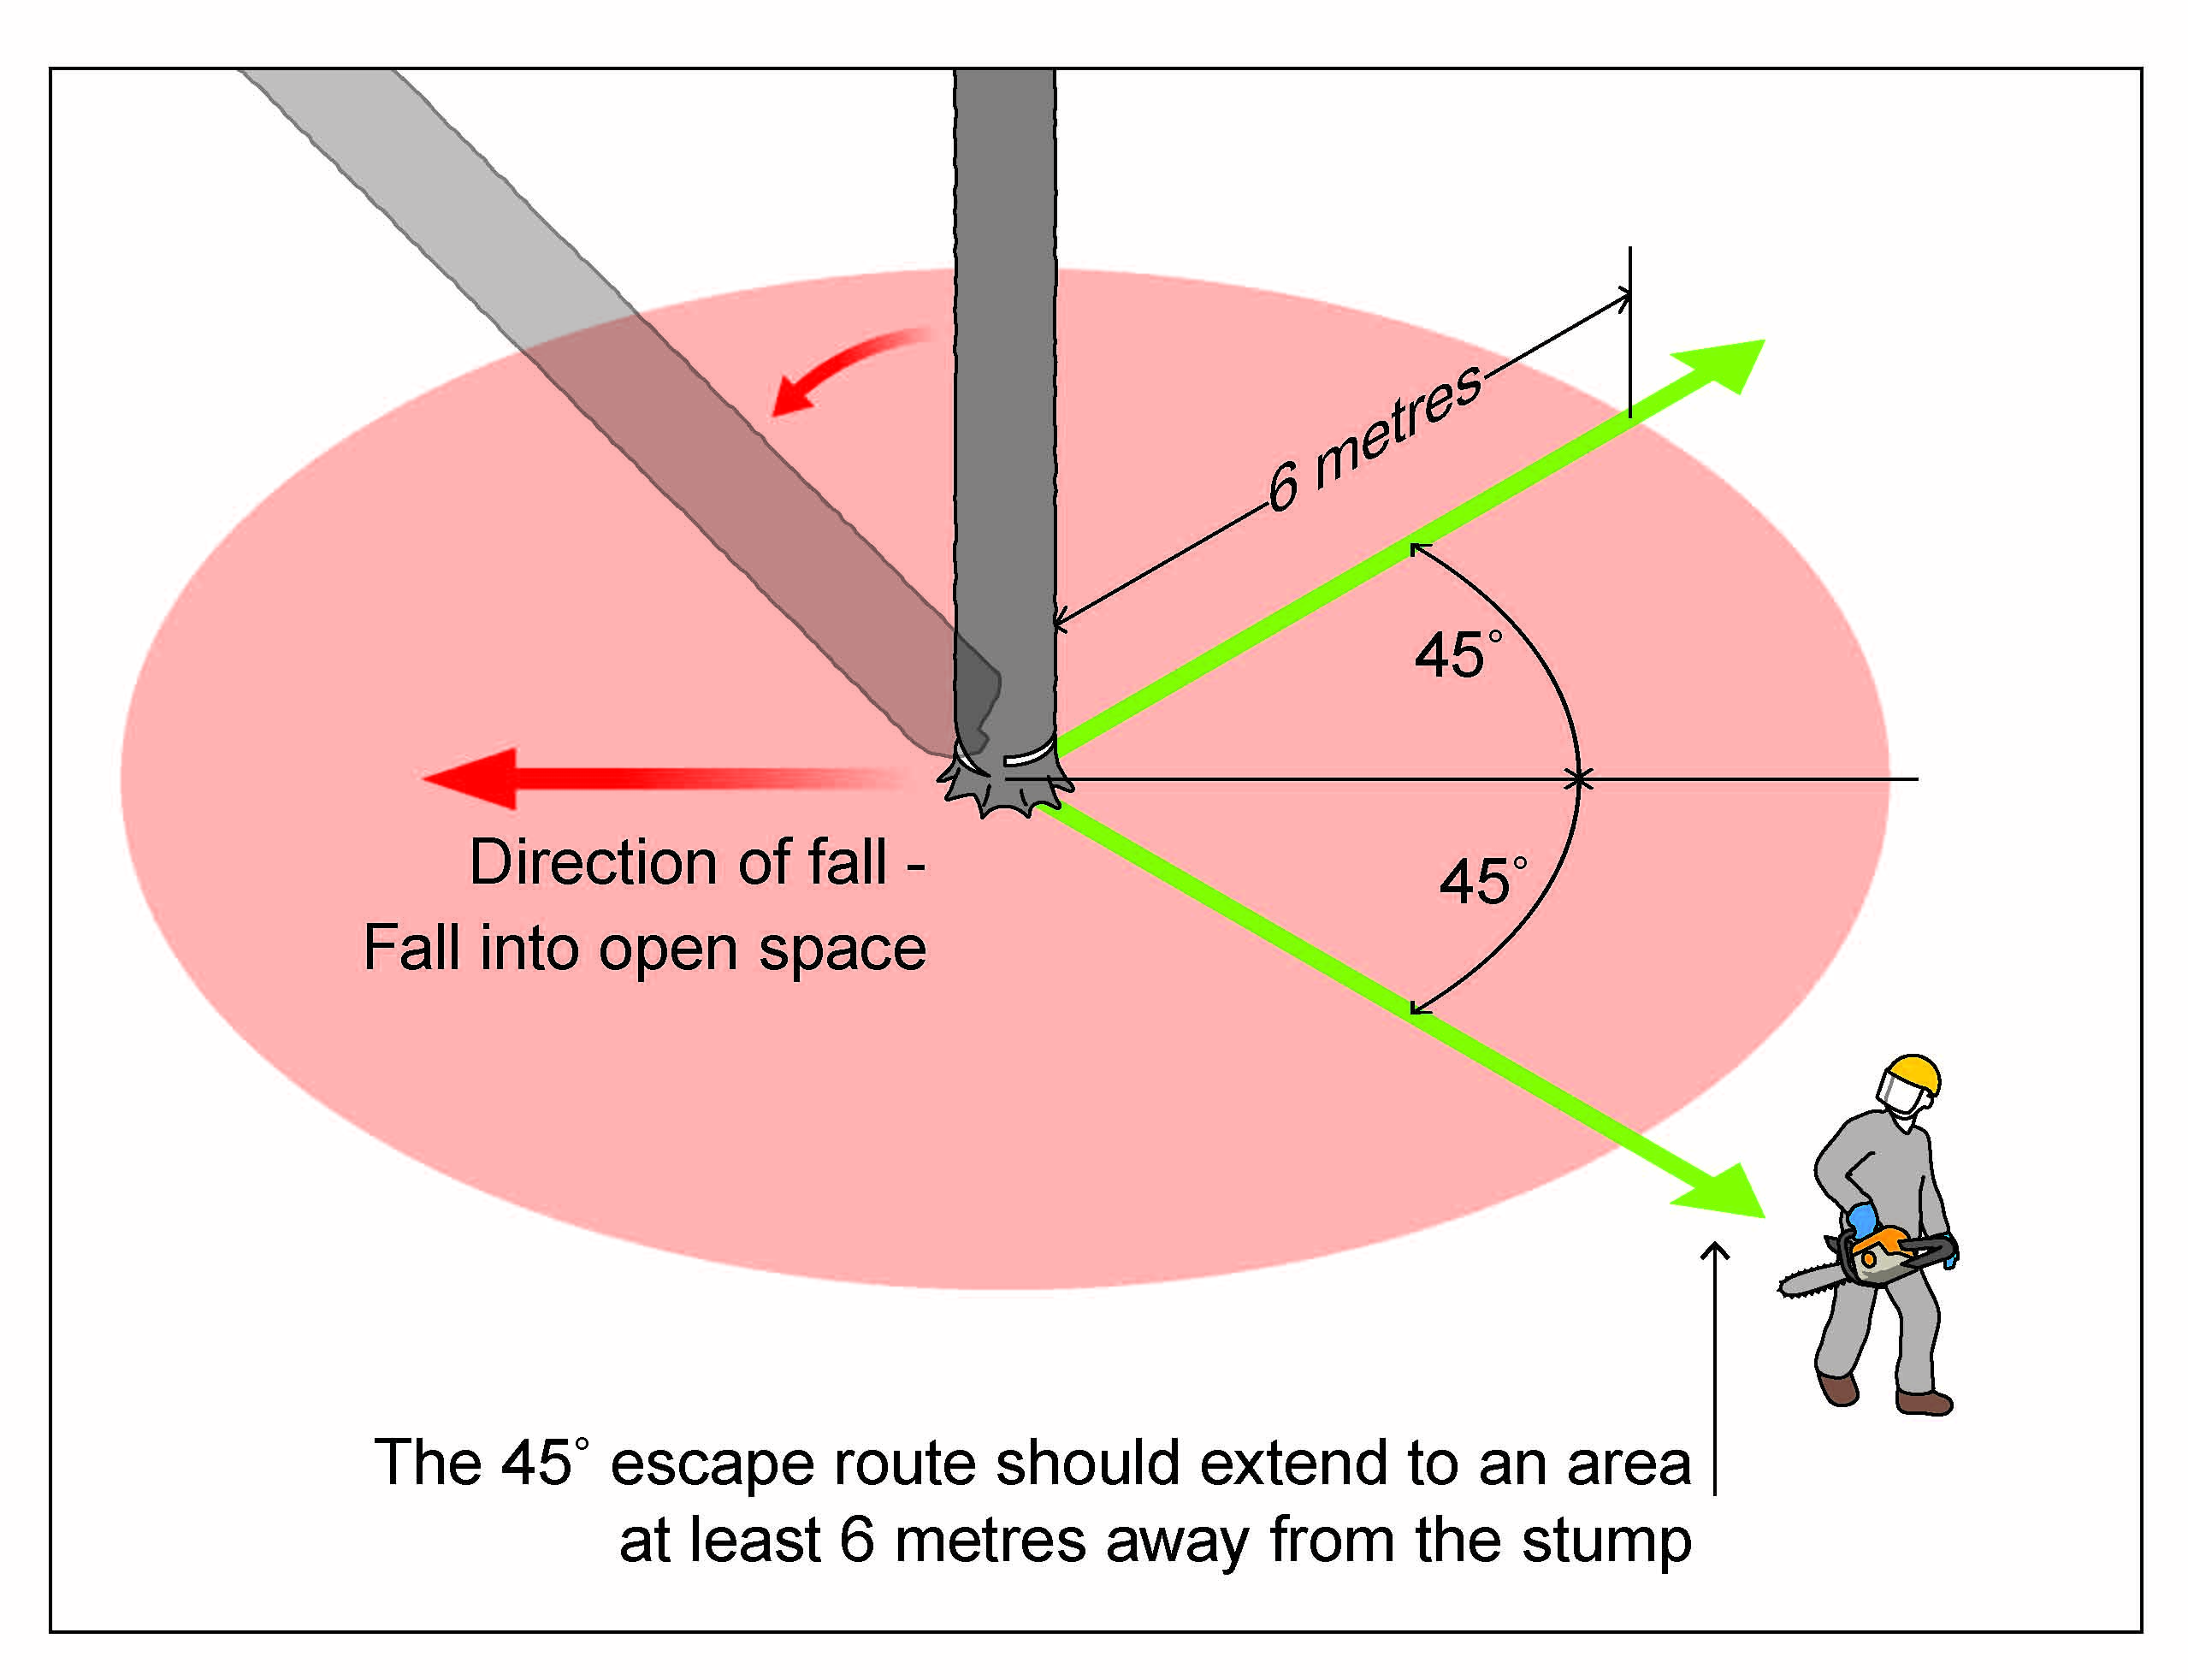 6 metres
45°
45°
Direction of fall -
Fall into open space
The 45° escape route should extend to an area
at least 6 metres away from the stump